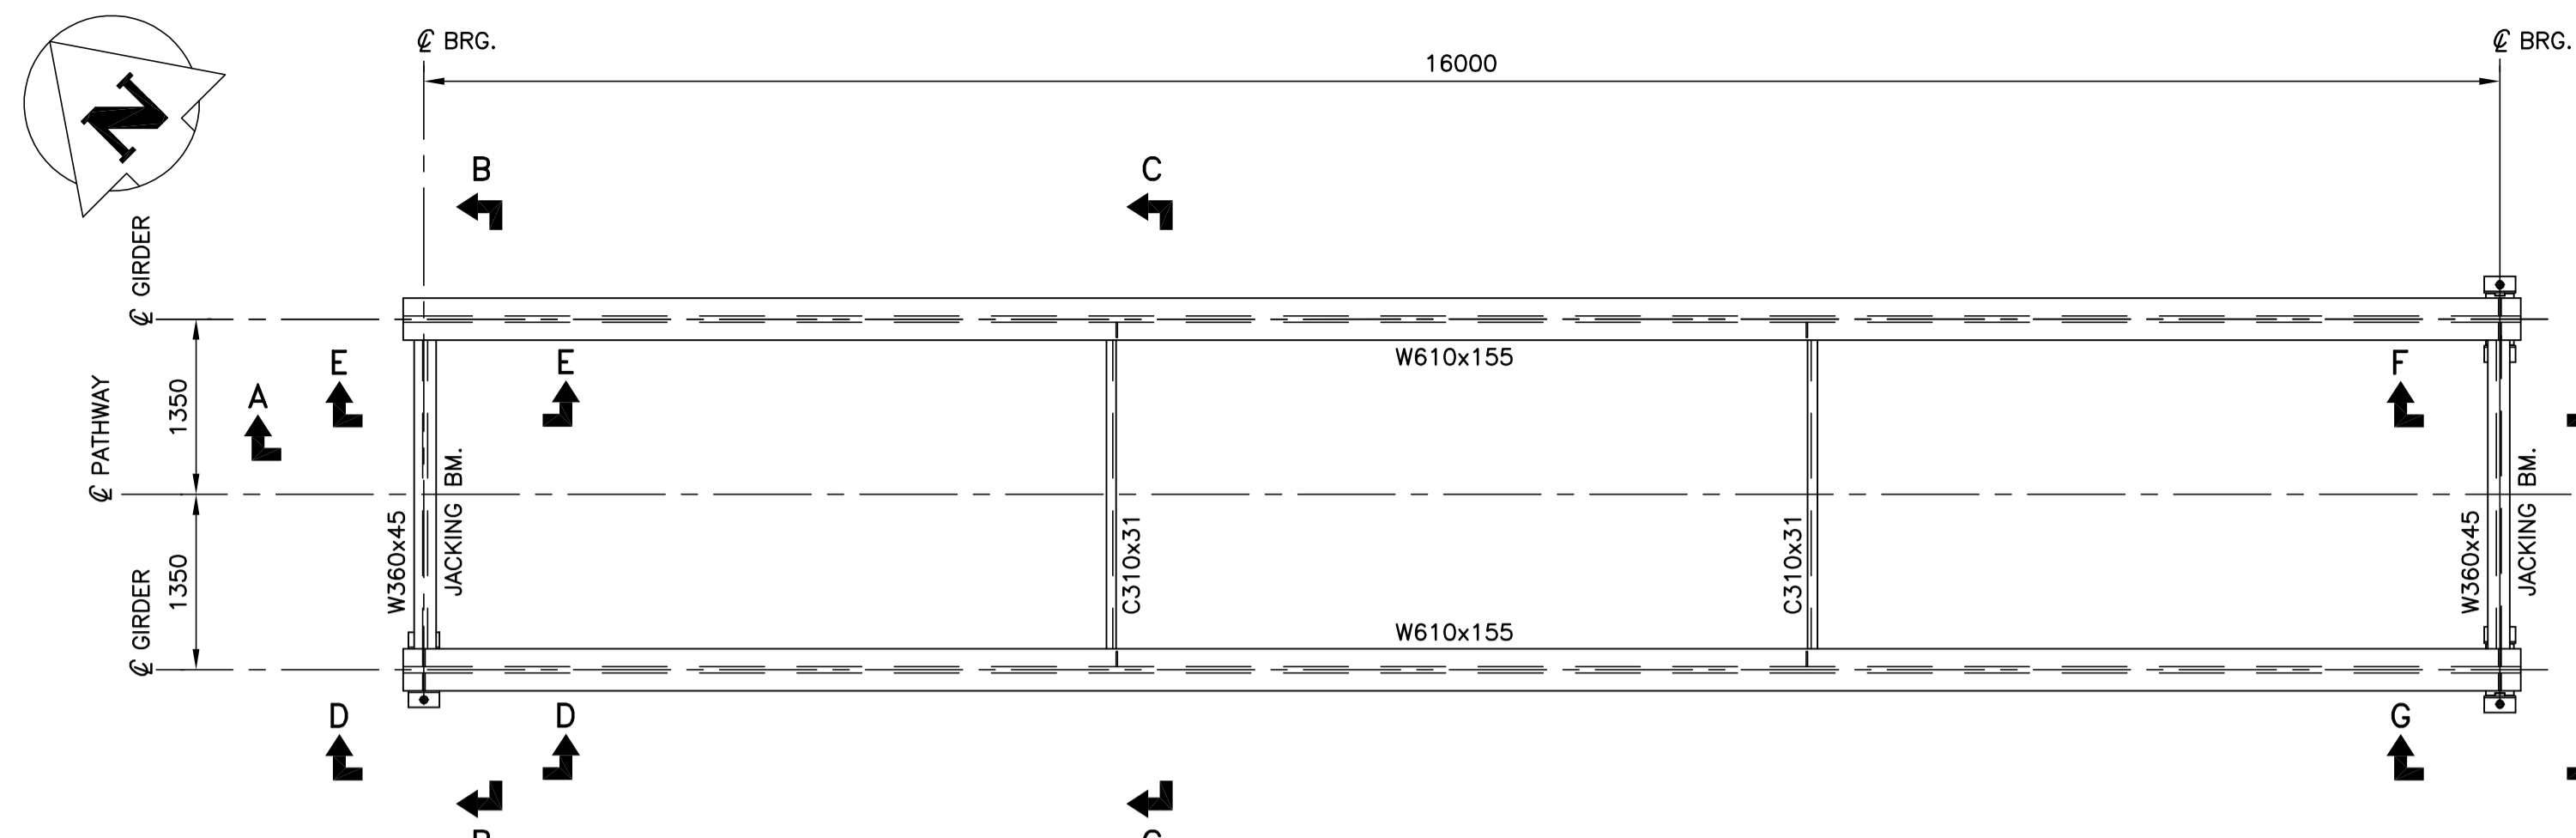 ℄ BRG.
℄ BRG.
16000
N
B
C
℄ GIRDER
W610x155
E
E
F
A
1350
℄ PATHWAY
JACKING BM.
JACKING BM.
W360x45
C310x31
C310x31
W360x45
1350
℄ GIRDER
W610x155
D
D
G